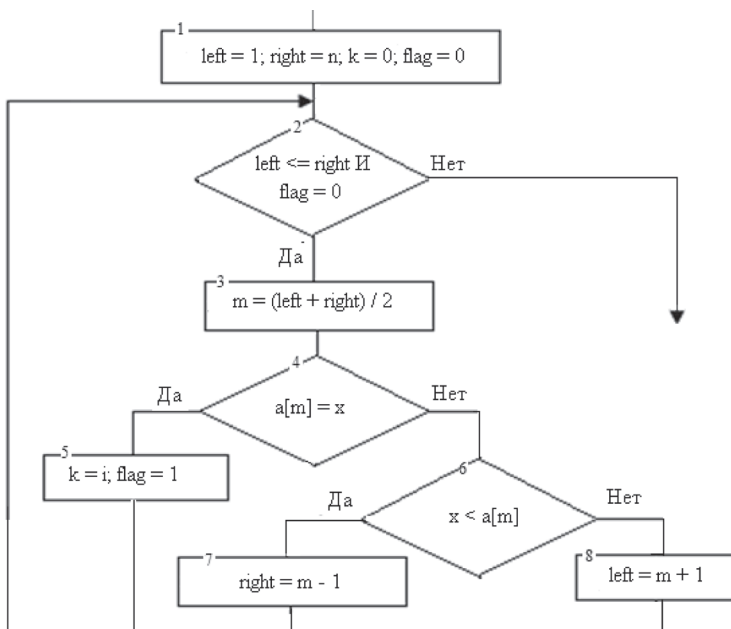 1
left = 1; right = n; k = 0; flag = 0
2
left <= right И
flag = 0
Нет
Да
3
m = (left + right) / 2
4
a[m] = x
Да
Нет
5
k = i; flag = 1
6
x < a[m]
Да
Нет
7
right = m - 1
8
left = m + 1